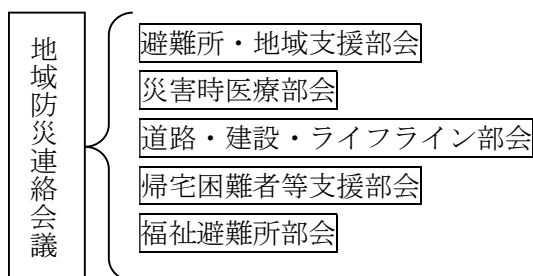 地域防災連絡会議
避難所・地域支援部会
災害時医療部会
道路・建設・ライフライン部会
帰宅困難者等支援部会
福祉避難所部会